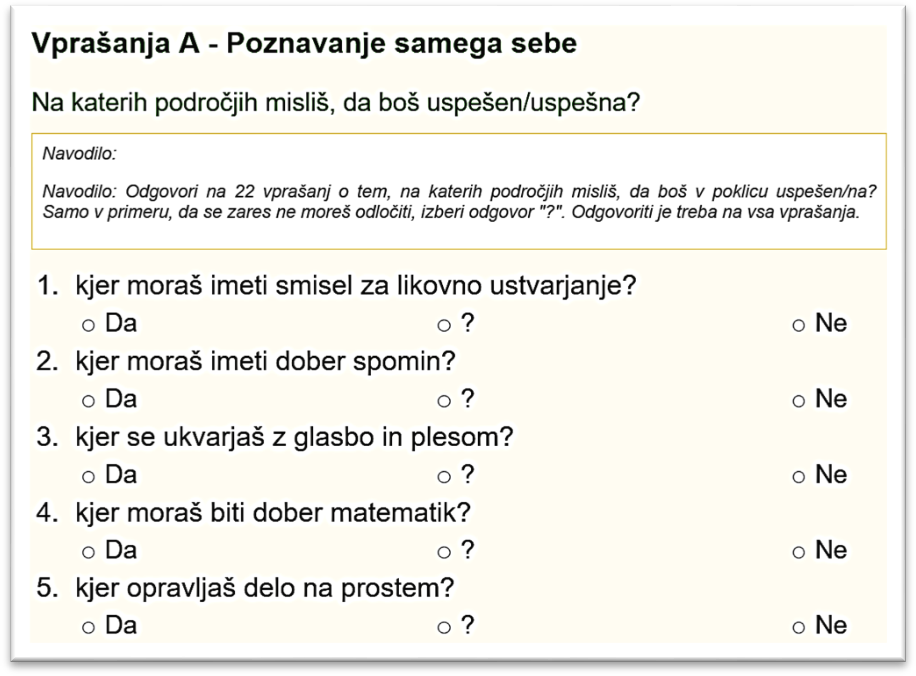 Vprašanja A - Poznavanje samega sebe
Na katerih področjih misliš, da boš uspešen/uspešna?
Navodilo:
Navodilo: Odgovori na 22 vprašanj o tem, na katerih področjih misliš, da boš v poklicu uspešen/na?
Samo v primeru, da se zares ne moreš odločiti, izberi odgovor "?". Odgovoriti je treba na vsa vprašanja.
1. kjer moraš imeti smisel za likovno ustvarjanje?
Da ? Ne
2. kjer moraš imeti dober spomin?
Da ? Ne
3. kjer se ukvarjaš z glasbo in plesom?
Da ? Ne
4. kjer moraš biti dober matematik?
Da ? Ne
5. kjer opravljaš delo na prostem?
Da ? Ne